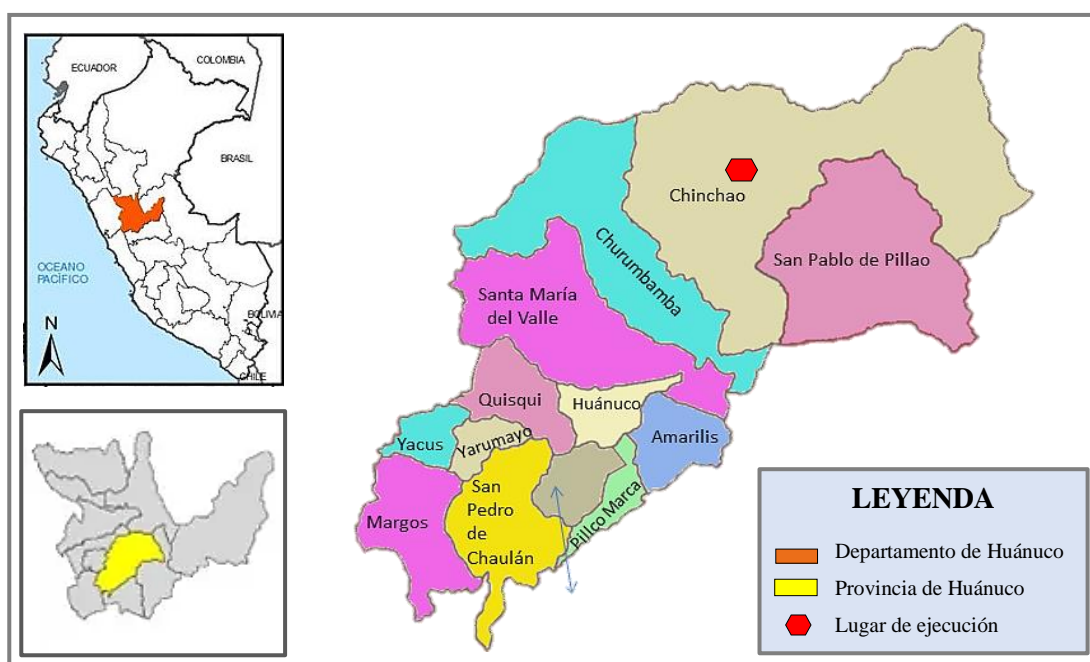 ECUADOR
COLOMBIA
BRASIL
OCEANO
PACÍFICO
BOLIVIA
N
CHILE
Chinchao
San Pablo de Pillao
Churumbamba
Santa María
del Valle
Quisqui
Huánuco
Yacus
Yarumayo
Amarilis
San
Pedro
de
Chaulán
Margos
Pillco Marca
LEYENDA
Departamento de Huánuco
Provincia de Huánuco
Lugar de ejecución